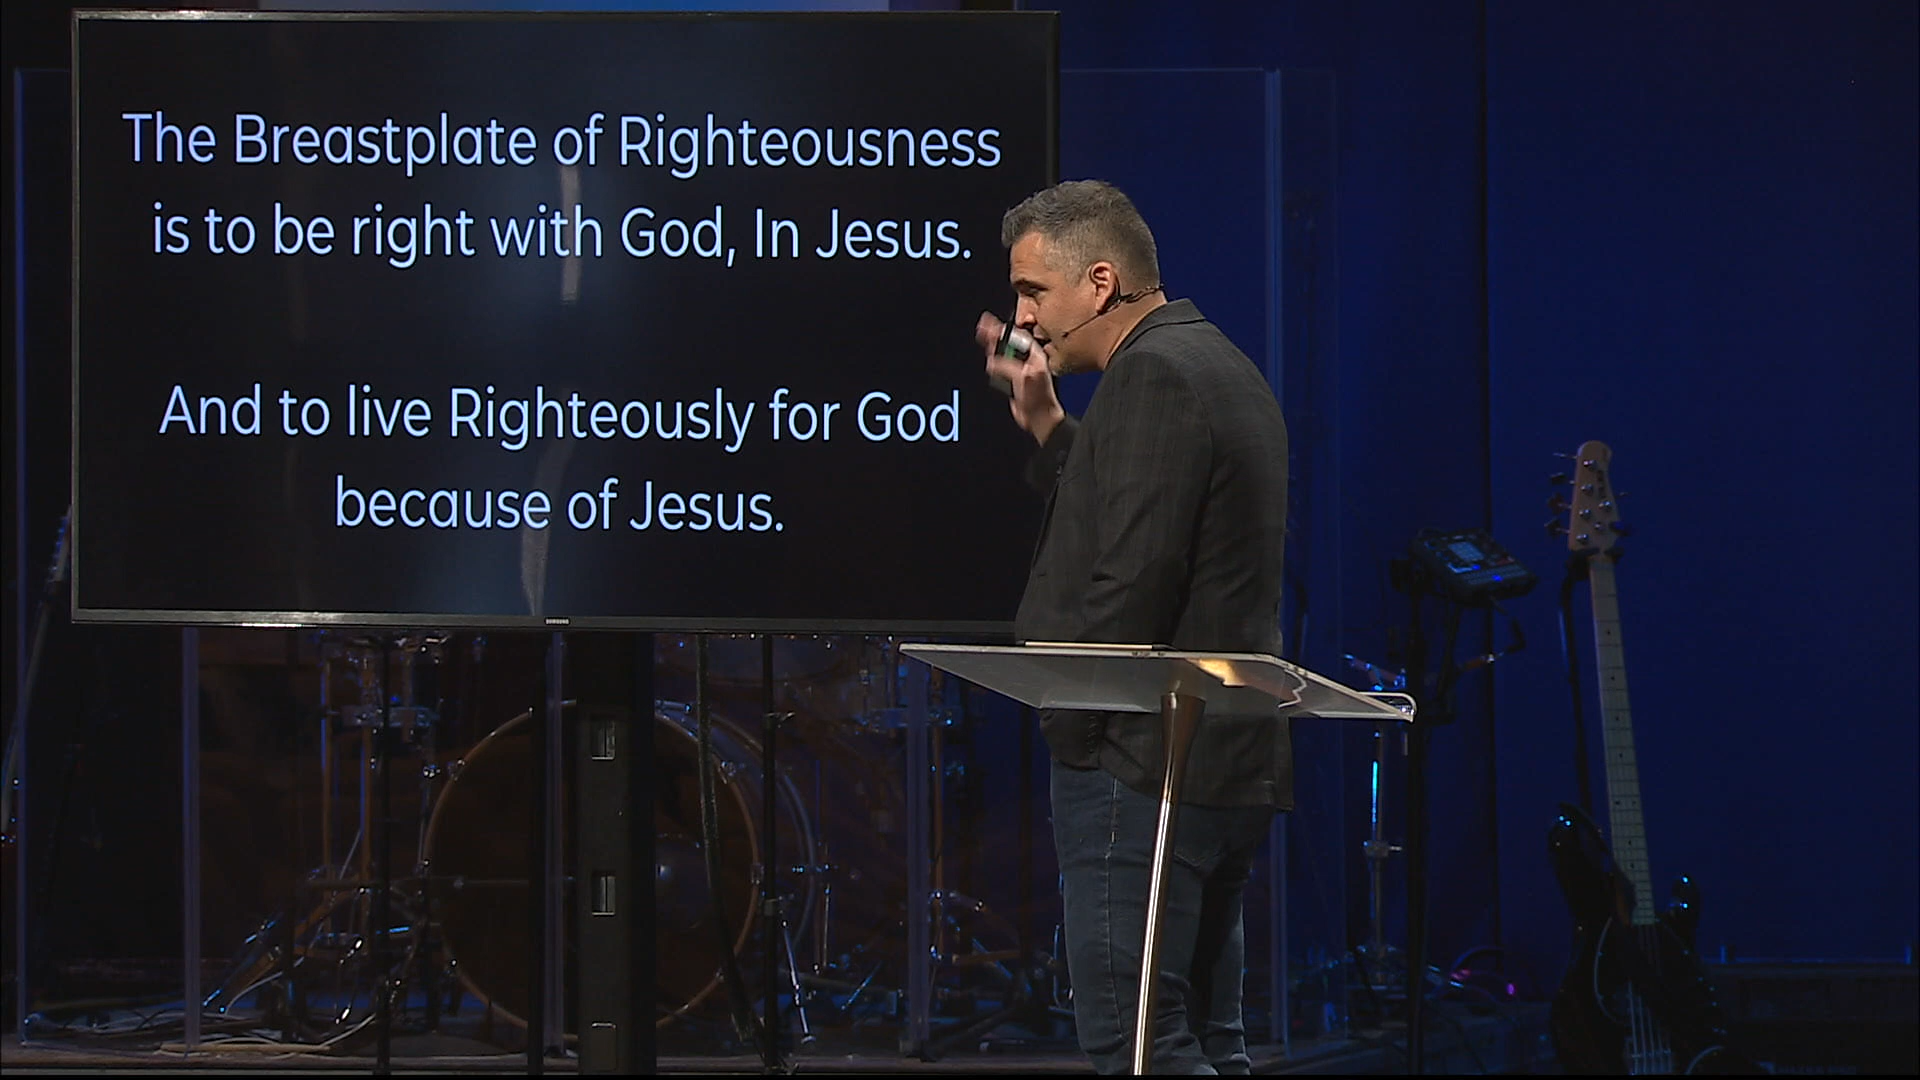 The Breastplate of Righteousness
is to be right with God, In Jesus.
And to live Righteously for God
because of Jesus.
SAMSUNG